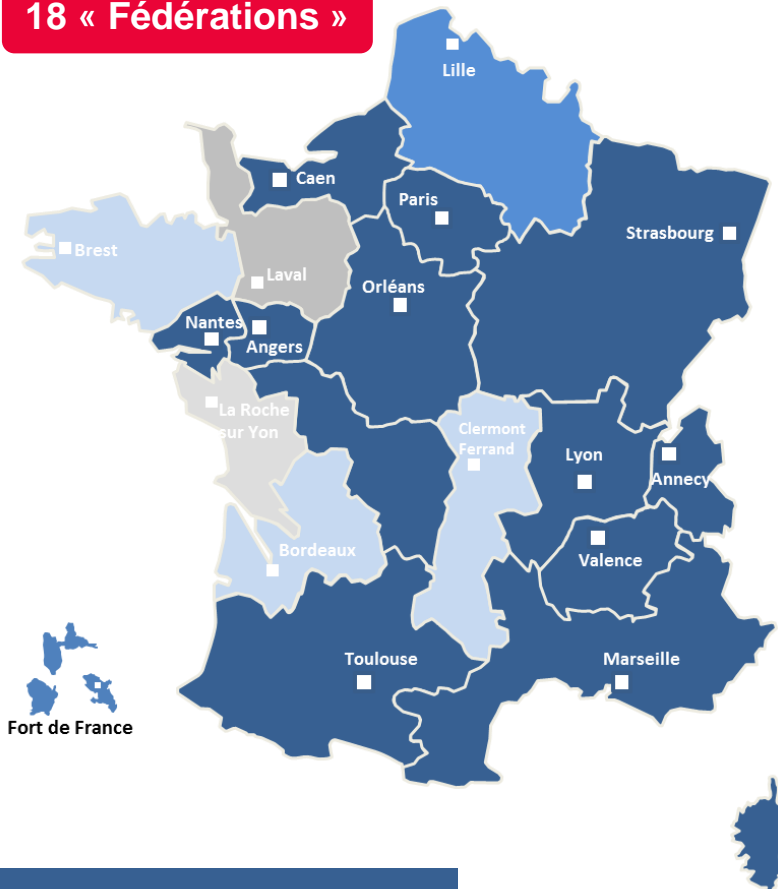 18 « Fédérations »
Lille
Caen
Paris
Strasbourg
Brest
Laval
Orléans
Nantes
Angers
La Roche
sur Yon
Clermont
Ferrand
Lyon
Annecy
Bordeaux
Valence
Toulouse
Marseille
Fort de France